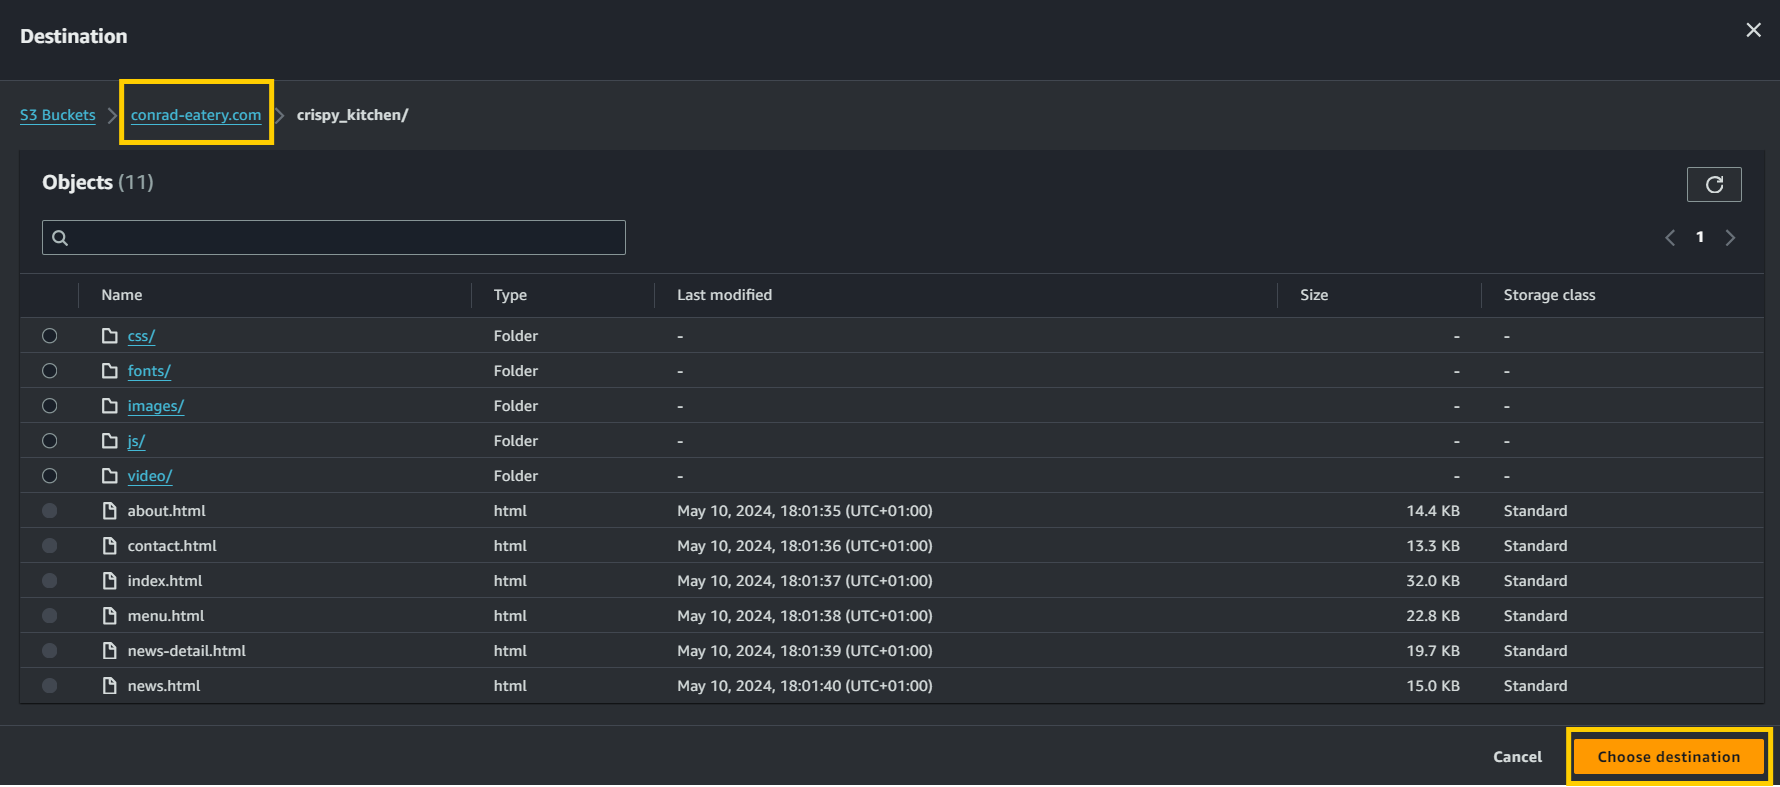 Destination
S3 Buckets conrad-eatery.com crispy_kitchen/
Objects (11)
1
Name Type Last modified Size Storage class
css/ Folder - - -
fonts/ Folder - - -
images/ Folder - - -
js/ Folder - - -
video/ Folder - - -
about.html html May 10, 2024, 18:01:35 (UTC+01:00) 14.4 KB Standard
contact.html html May 10, 2024, 18:01:36 (UTC+01:00) 13.3 KB Standard
index.html html May 10, 2024, 18:01:37 (UTC+01:00) 32.0 KB Standard
menu.html html May 10, 2024, 18:01:38 (UTC+01:00) 22.8 KB Standard
news-detail.html html May 10, 2024, 18:01:39 (UTC+01:00) 19.7 KB Standard
news.html html May 10, 2024, 18:01:40 (UTC+01:00) 15.0 KB Standard
Cancel Choose destination